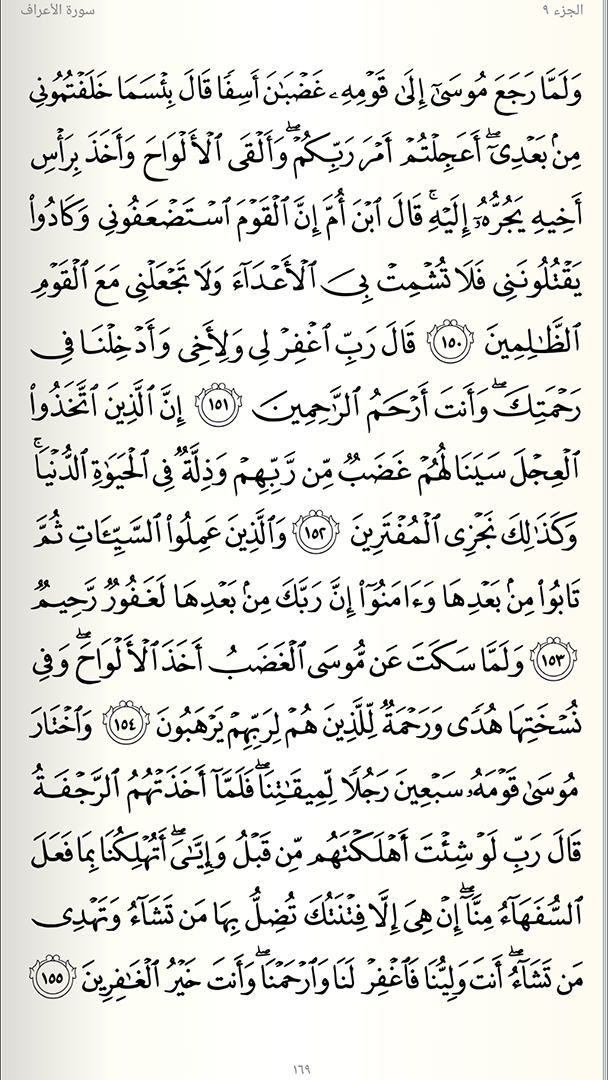 الجزء ٩
سورة الأعراف
وَلَمَّا رَجَعَ مُوسَىٰٓ إِلَىٰ قَوْمِهِۦ غَضْبَٰنَ أَسِفًا قَالَ بِئْسَمَا خَلَفْتُمُونِي
مِنۢ بَعْدِيٓۖ أَعَجِلْتُمْ أَمْرَ رَبِّكُمْۖ وَأَلْقَى ٱلْأَلْوَاحَ وَأَخَذَ بِرَأْسِ
أَخِيهِ يَجُرُّهُۥٓ إِلَيْهِۚ قَالَ ٱبْنَ أُمَّ إِنَّ ٱلْقَوْمَ ٱسْتَضْعَفُونِي وَكَادُوا۟
يَقْتُلُونَنِي فَلَا تُشْمِتْ بِيَ ٱلْأَعْدَآءَ وَلَا تَجْعَلْنِي مَعَ ٱلْقَوْمِ
ٱلظَّٰلِمِينَ ١٥٠ قَالَ رَبِّ ٱغْفِرْ لِي وَلِأَخِي وَأَدْخِلْنَا فِي
رَحْمَتِكَۖ وَأَنتَ أَرْحَمُ ٱلرَّٰحِمِينَ ١٥١ إِنَّ ٱلَّذِينَ ٱتَّخَذُوا۟
ٱلْعِجْلَ سَيَنَالُهُمْ غَضَبٌ مِّن رَّبِّهِمْ وَذِلَّةٌ فِي ٱلْحَيَوٰةِ ٱلدُّنْيَاۚ
وَكَذَٰلِكَ نَجْزِي ٱلْمُفْتَرِينَ ١٥٢ وَٱلَّذِينَ عَمِلُوا۟ ٱلسَّيِّـَٔاتِ ثُمَّ
تَابُوا۟ مِنۢ بَعْدِهَا وَءَامَنُوٓا۟ إِنَّ رَبَّكَ مِنۢ بَعْدِهَا لَغَفُورٌ رَّحِيمٌ
١٥٣ وَلَمَّا سَكَتَ عَن مُّوسَى ٱلْغَضَبُ أَخَذَ ٱلْأَلْوَاحَۖ وَفِي
نُسْخَتِهَا هُدًى وَرَحْمَةٌ لِّلَّذِينَ هُمْ لِرَبِّهِمْ يَرْهَبُونَ ١٥٤ وَٱخْتَارَ
مُوسَىٰ قَوْمَهُۥ سَبْعِينَ رَجُلًا لِّمِيقَٰتِنَاۖ فَلَمَّآ أَخَذَتْهُمُ ٱلرَّجْفَةُ
قَالَ رَبِّ لَوْ شِئْتَ أَهْلَكْتَهُم مِّن قَبْلُ وَإِيَّٰيَۖ أَتُهْلِكُنَا بِمَا فَعَلَ
ٱلسُّفَهَآءُ مِنَّآۖ إِنْ هِيَ إِلَّا فِتْنَتُكَ تُضِلُّ بِهَا مَن تَشَآءُ وَتَهْدِي
مَن تَشَآءُۖ أَنتَ وَلِيُّنَا فَٱغْفِرْ لَنَا وَٱرْحَمْنَاۖ وَأَنتَ خَيْرُ ٱلْغَٰفِرِينَ ١٥٥
١٦٩